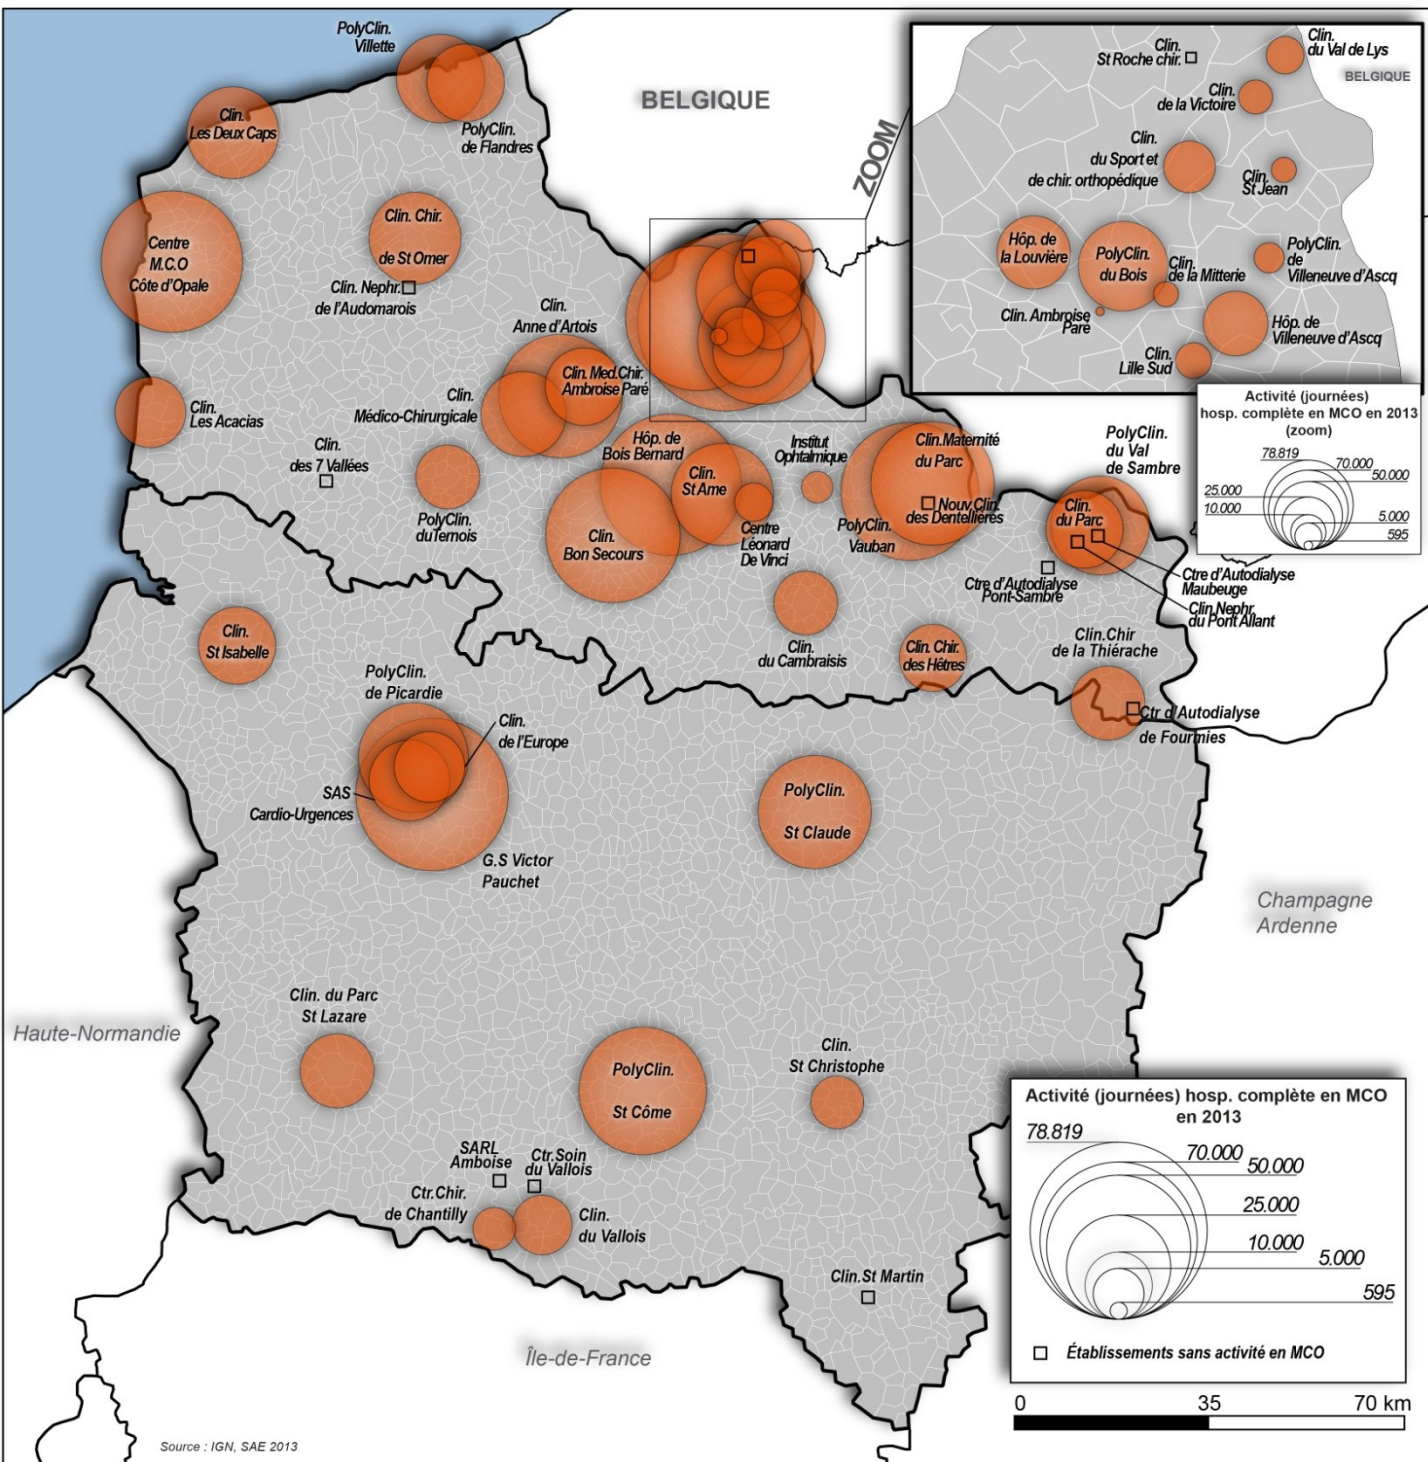 PolyClin.
Villette
Clin.
Les Deux Caps
PolyClin.
de Flandres
BELGIQUE
ZOOM
Clin.
St Roche chir.
Clin.
du Val de Lys
BELGIQUE
Clin.
de la Victoire
Clin.
du Sport et
de chir. orthopédique
Clin.
St Jean
Hôp. de
la Louvière
PolyClin.
du Bois
Clin.
de la Mitterie
PolyClin.
de
Villeneuve d'Ascq
Clin. Ambroise
Paré
Hôp. de
Villeneuve d'Ascq
Clin.
Lille Sud
Centre
M.C.O
Côte d'Opale
Clin. Chir.
de St Omer
Clin. Nephr.
de l'Audomarois
Clin.
Anne d'Artois
Clin. Med.Chir.
Ambroise Paré
Clin.
Médico-Chirurgicale
Clin.
Les Acacias
Clin.
des 7 Vallées
PolyClin.
duTernois
Hôp. de
Bois Bernard
Clin.
St Ame
Clin.
Bon Secours
Centre
Léonard
De Vinci
Institut
Ophtalmique
Clin.Maternité
du Parc
Nouv.Clin.
des Dentellières
PolyClin.
Vauban
PolyClin.
du Val
de Sambre
Clin.
du Parc
Ctre d'Autodialyse
Pont-Sambre
Ctre d'Autodialyse
Maubeuge
Clin.Nephr.
du Pont Allant
Activité (journées)
hosp. complète en MCO en 2013
(zoom)
78.819
70.000
50.000
25.000
10.000
5.000
595
Clin.
du Cambraisis
Clin. Chir.
des Hêtres
Clin.Chir
de la Thiérache
Ctr d'Autodialyse
de Fourmies
Clin.
St Isabelle
PolyClin.
de Picardie
Clin.
de l'Europe
SAS
Cardio-Urgences
G.S Victor
Pauchet
PolyClin.
St Claude
Champagne
Ardenne
Haute-Normandie
Clin. du Parc
St Lazare
PolyClin.
St Côme
Clin.
St Christophe
SARL
Amboise
Ctr.Soin
du Vallois
Ctr.Chir.
de Chantilly
Clin.
du Vallois
Clin.St Martin
Île-de-France
Activité (journées) hosp. complète en MCO
en 2013
78.819
70.000
50.000
25.000
10.000
5.000
595
Établissements sans activité en MCO
0 35 70 km
Source : IGN, SAE 2013